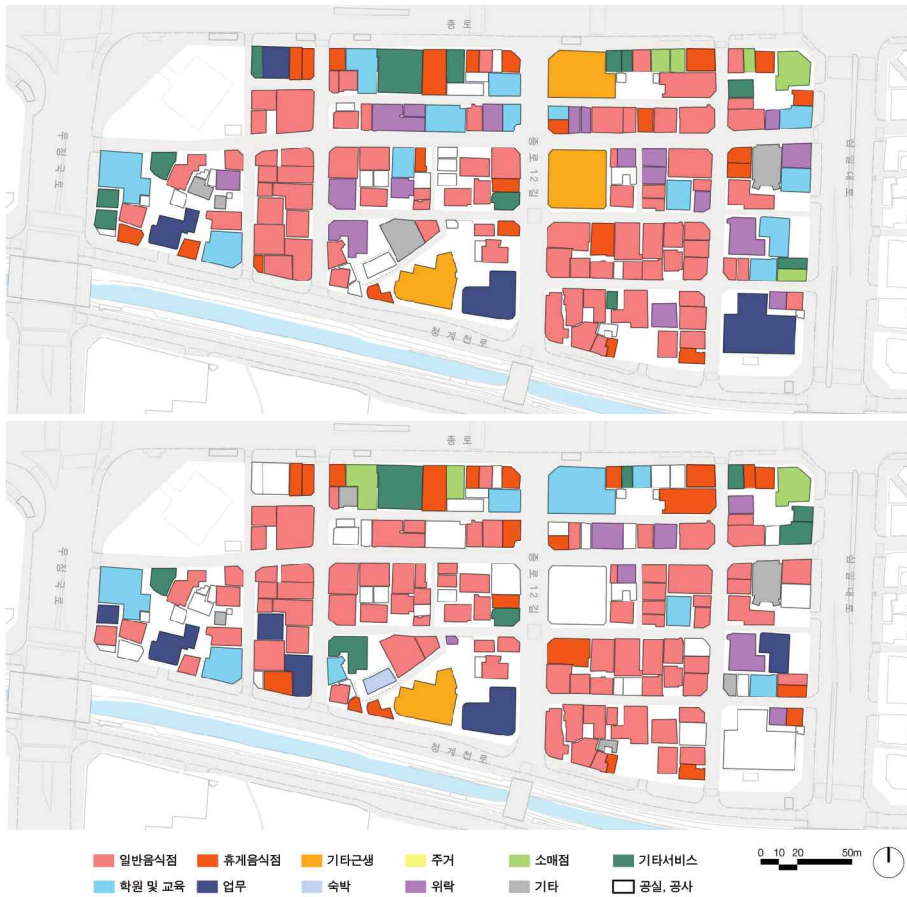 종로
우정국로
종로12길
삼일대로
청계천로
종로
우정국로
종로12길
삼일대로
청계천로
일반음식점 휴게음식점 기타근생 주거 소매점 기타서비스
0 10 20 50m
학원 및 교육 업무 숙박 위락 기타 공실, 공사